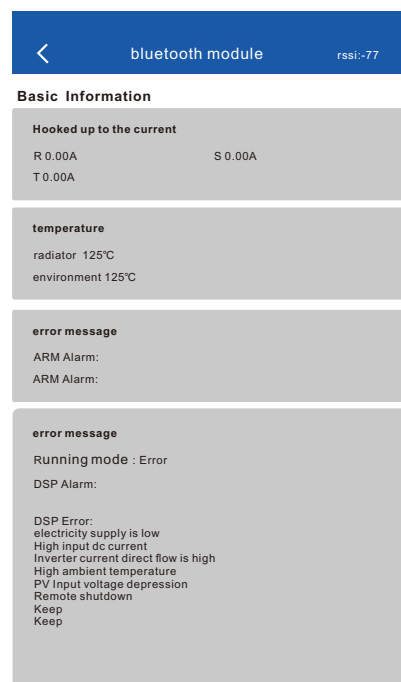 bluetooth module rssi:-77
Basic Information
Hooked up to the current
R 0.00A S 0.00A
T 0.00A
temperature
radiator 125℃
environment 125℃
error message
ARM Alarm:
ARM Alarm:
error message
Running mode : Error
DSP Alarm:
DSP Error:
electricity supply is low
High input dc current
Inverter current direct flow is high
High ambient temperature
PV Input voltage depression
Remote shutdown
Keep
Keep